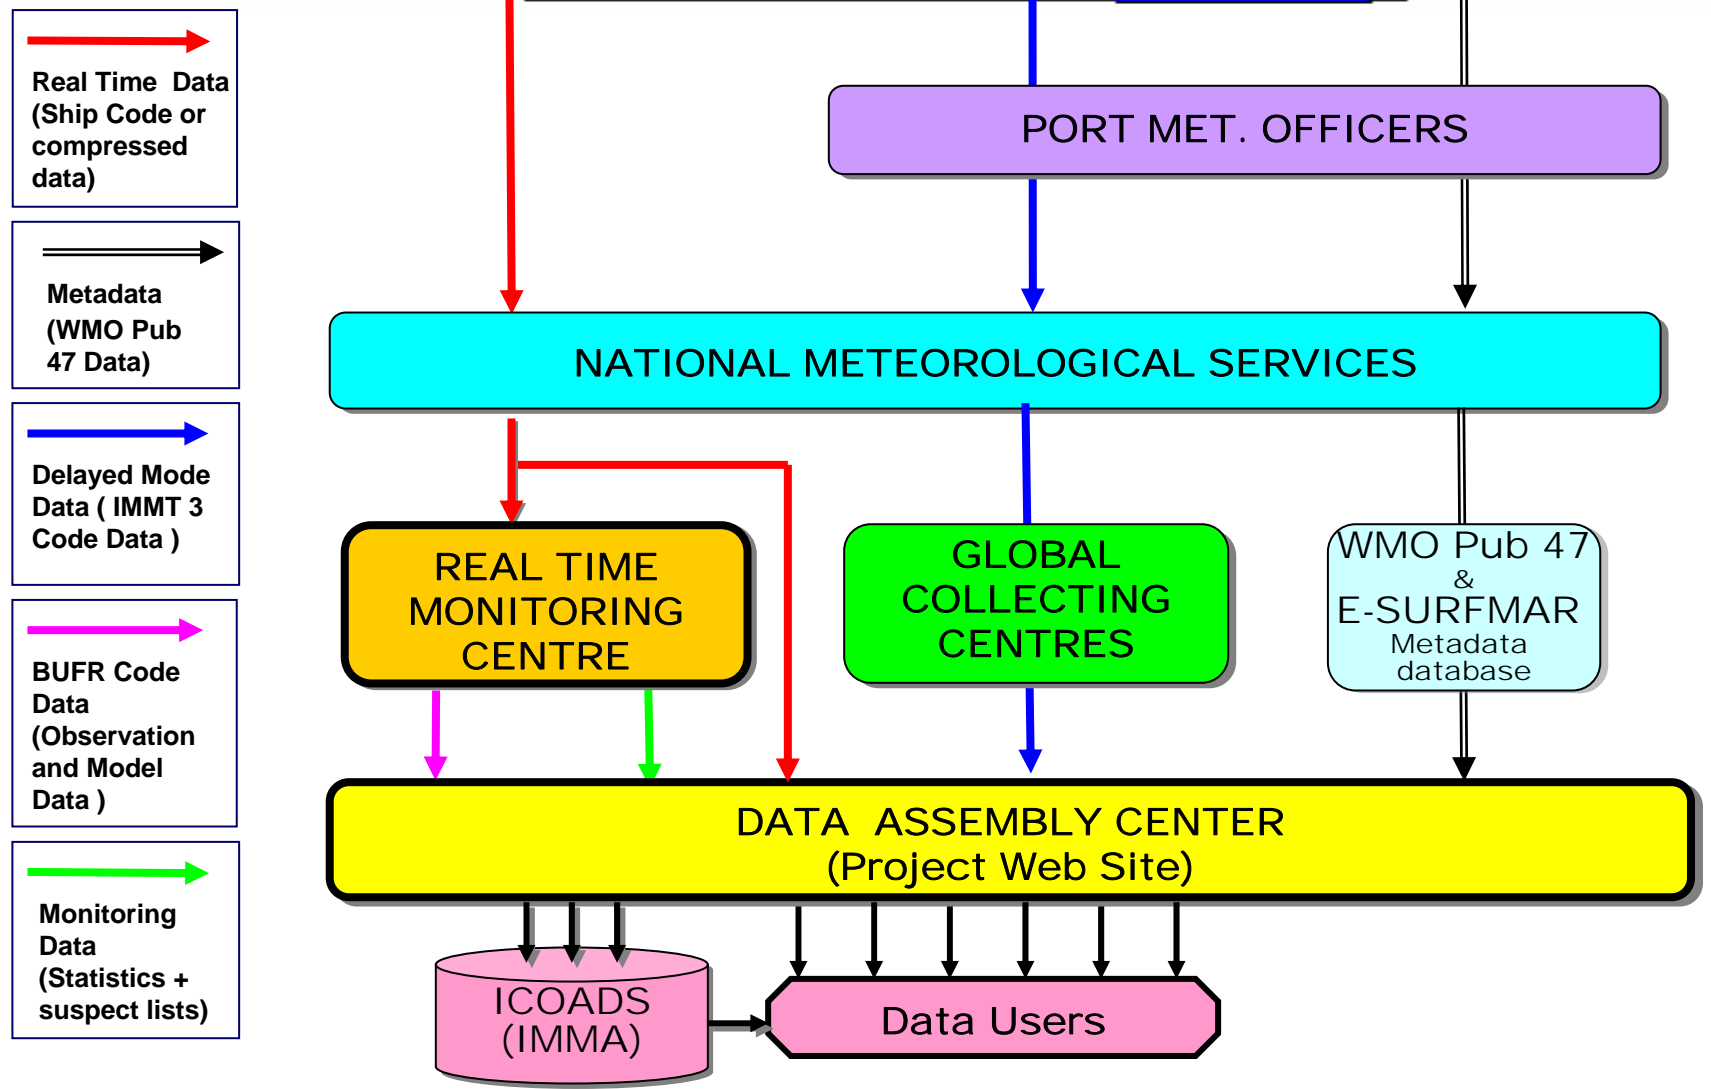 Real Time Data
(Ship Code or
compressed
data)
Metadata
(WMO Pub
47 Data)
Delayed Mode
Data ( IMMT 3
Code Data )
BUFR Code
Data
(Observation
and Model
Data )
Monitoring
Data
(Statistics +
suspect lists)
PORT MET. OFFICERS
NATIONAL METEOROLOGICAL SERVICES
REAL TIME
MONITORING
CENTRE
GLOBAL
COLLECTING
CENTRES
WMO Pub 47
&
E-SURFMAR
Metadata
database
DATA ASSEMBLY CENTER
(Project Web Site)
ICOADS
(IMMA)
Data Users